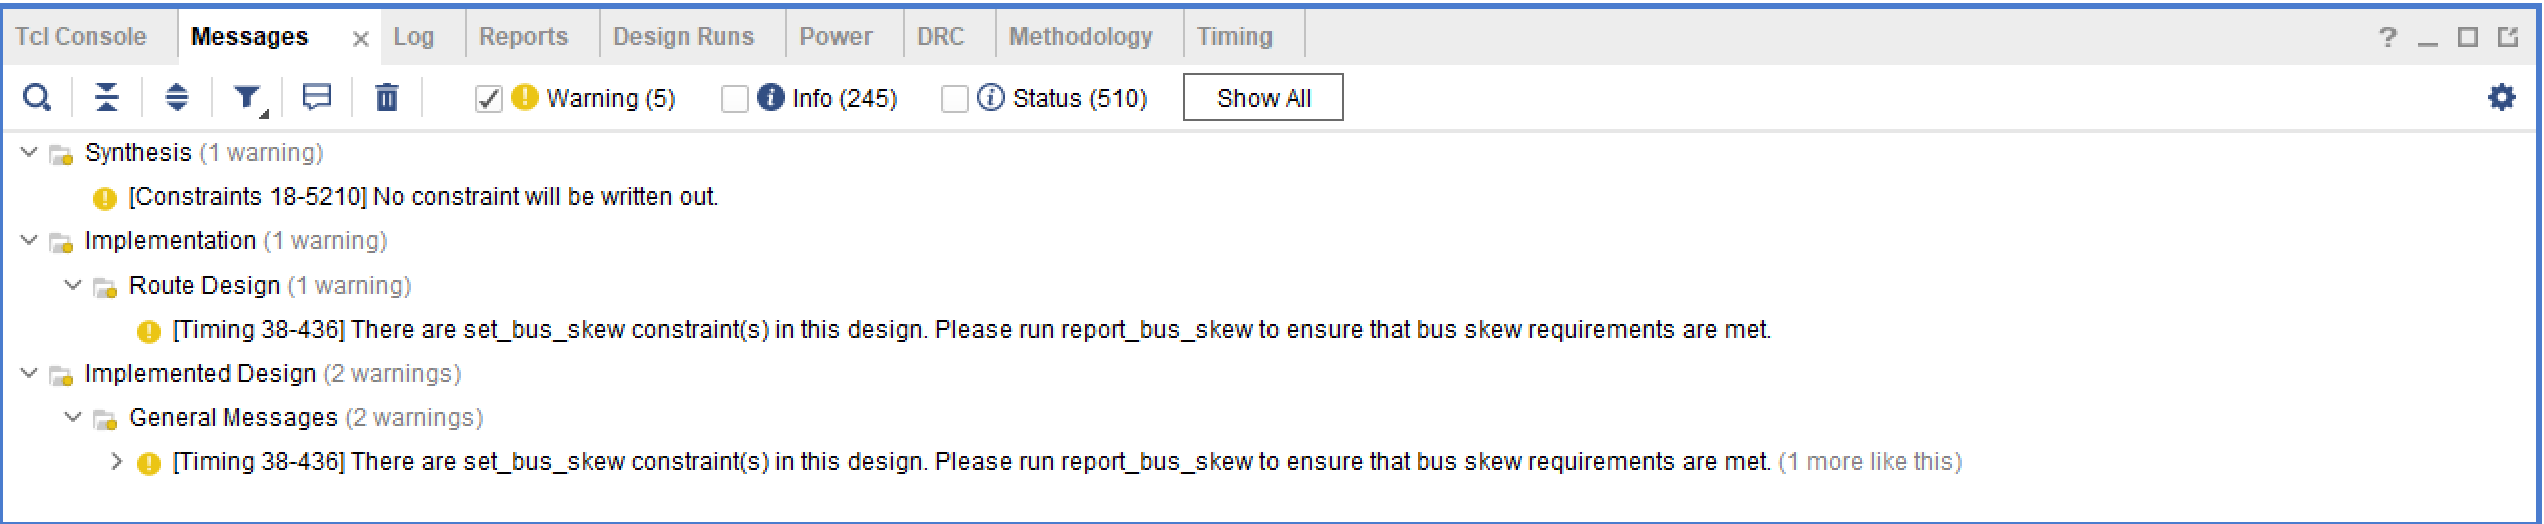 Tcl Console Messages × Log Reports Design Runs Power DRC Methodology Timing ?
Warning (5) Info (245) Status (510) Show All
Synthesis (1 warning)
[Constraints 18-5210] No constraint will be written out.
Implementation (1 warning)
Route Design (1 warning)
[Timing 38-436] There are set_bus_skew constraint(s) in this design. Please run report_bus_skew to ensure that bus skew requirements are met.
Implemented Design (2 warnings)
General Messages (2 warnings)
[Timing 38-436] There are set_bus_skew constraint(s) in this design. Please run report_bus_skew to ensure that bus skew requirements are met. (1 more like this)